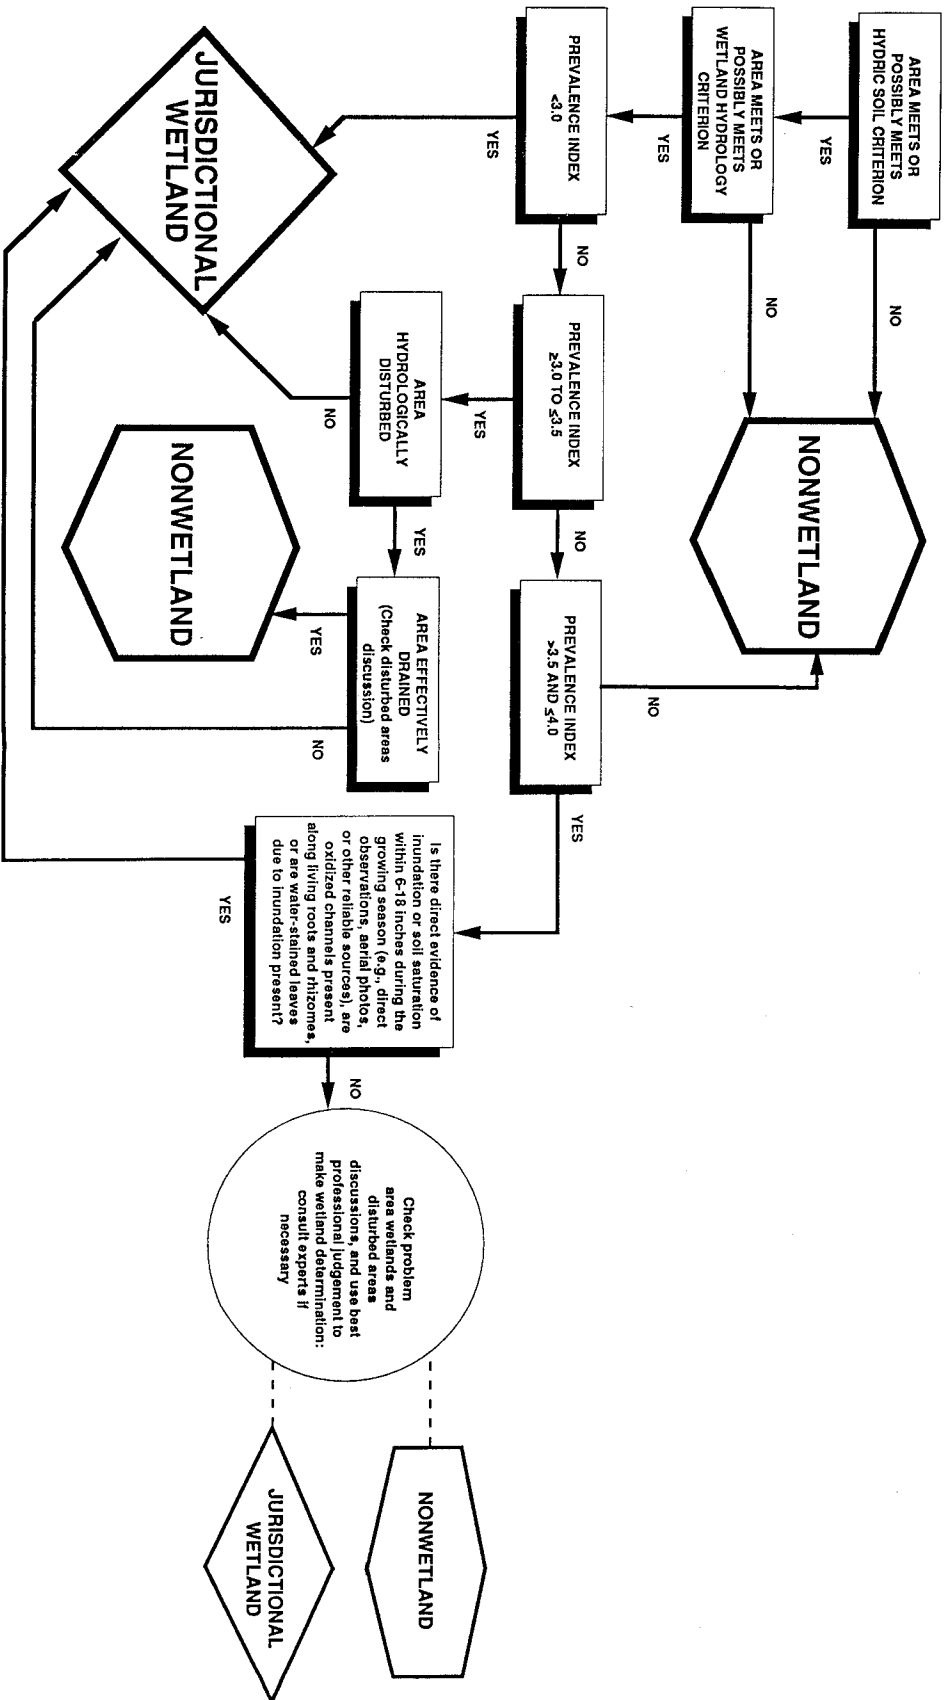 AREA MEETS OR
POSSIBLY MEETS
HYDRIC SOIL CRITERION
NO
YES
AREA MEETS OR
POSSIBLY MEETS
WETLAND HYDROLOGY
CRITERION
NO
NONWETLAND
YES
PREVALENCE INDEX
<3.0
NO
PREVALENCE INDEX
≥3.0 TO ≤3.5
NO
PREVALENCE INDEX
>3.5 AND ≤4.0
NO
YES
YES
YES
AREA
HYDROLOGICALLY
DISTURBED
YES
AREA EFFECTIVELY
DRAINED
(Check disturbed areas
discussion)
NO
YES
NO
JURISDICTIONAL
WETLAND
NONWETLAND
Is there direct evidence of
inundation or soil saturation
within 6-18 inches during the
growing season (e.g., direct
observations, aerial photos,
or other reliable sources), are
oxidized channels present
along living roots and rhizomes,
or are water-stained leaves
due to inundation present?
NO
YES
Check problem
area wetlands and
disturbed areas
discussions, and use best
professional judgement to
make wetland determination:
consult experts if
necessary
NONWETLAND
JURISDICTIONAL
WETLAND